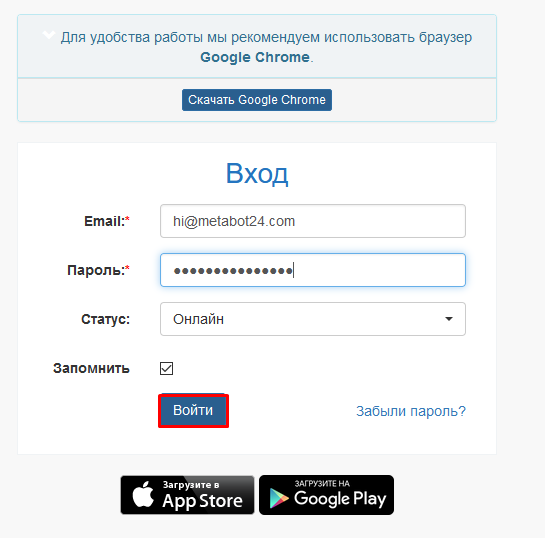 Для удобства работы мы рекомендуем использовать браузер
Google Chrome.
Скачать Google Chrome
Вход
Email:*
hi@metabot24.com
Пароль:*
●●●●●●●●●●●●●●●
Статус:
Онлайн
Запомнить
Войти
Забыли пароль?
Загрузите в
App Store
ЗАГРУЗИТЕ НА
Google Play